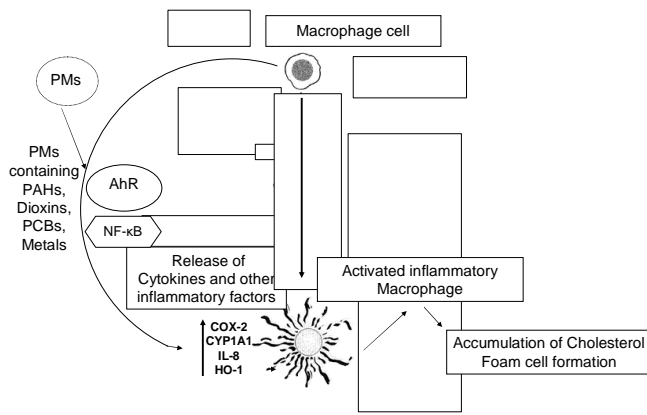 Macrophage cell
PMs
PMs
containing
PAHs,
Dioxins,
PCBs,
Metals
AhR
NF-κB
Release of
Cytokines and other
inflammatory factors
Activated inflammatory
Macrophage
COX-2
CYP1A1
IL-8
HO-1
Accumulation of Cholesterol
Foam cell formation